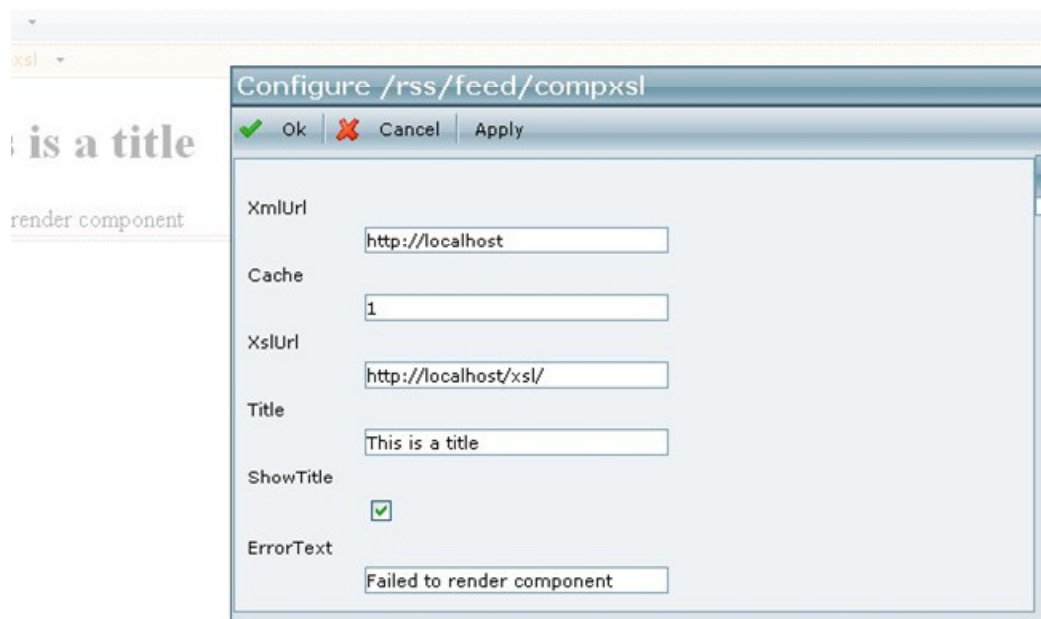 xsl
is a title
render component
Configure /rss/feed/compxsl
Ok Cancel Apply
XmlUrl
http://localhost
Cache
1
XslUrl
http://localhost/xsl/
Title
This is a title
ShowTitle
ErrorText
Failed to render component